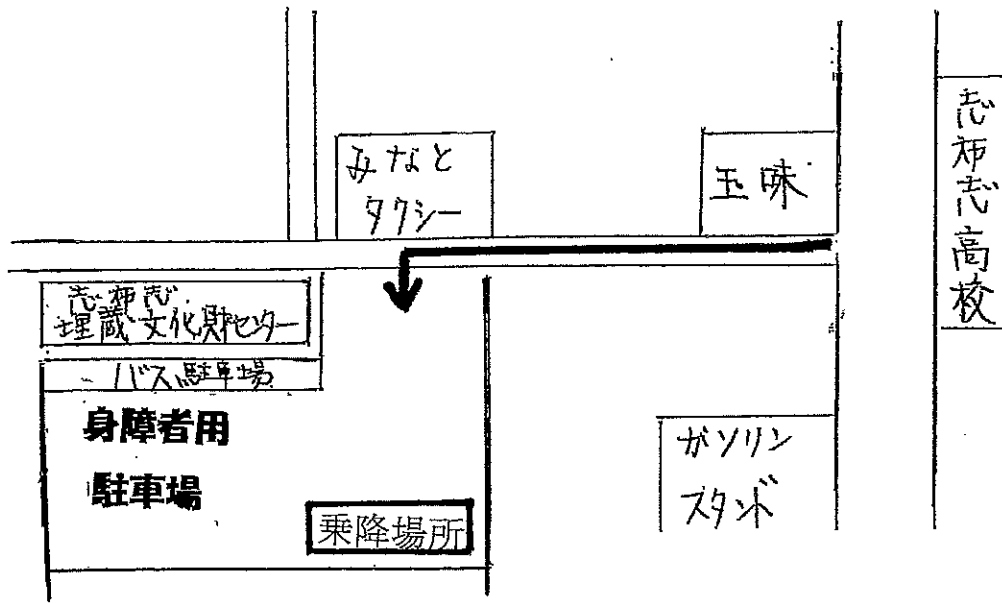 みなと
タクシー
玉味
志布志高校
志布志
埋蔵文化財センター
バス駐車場
身障者用
駐車場
乗降場所
ガソリン
スタンド